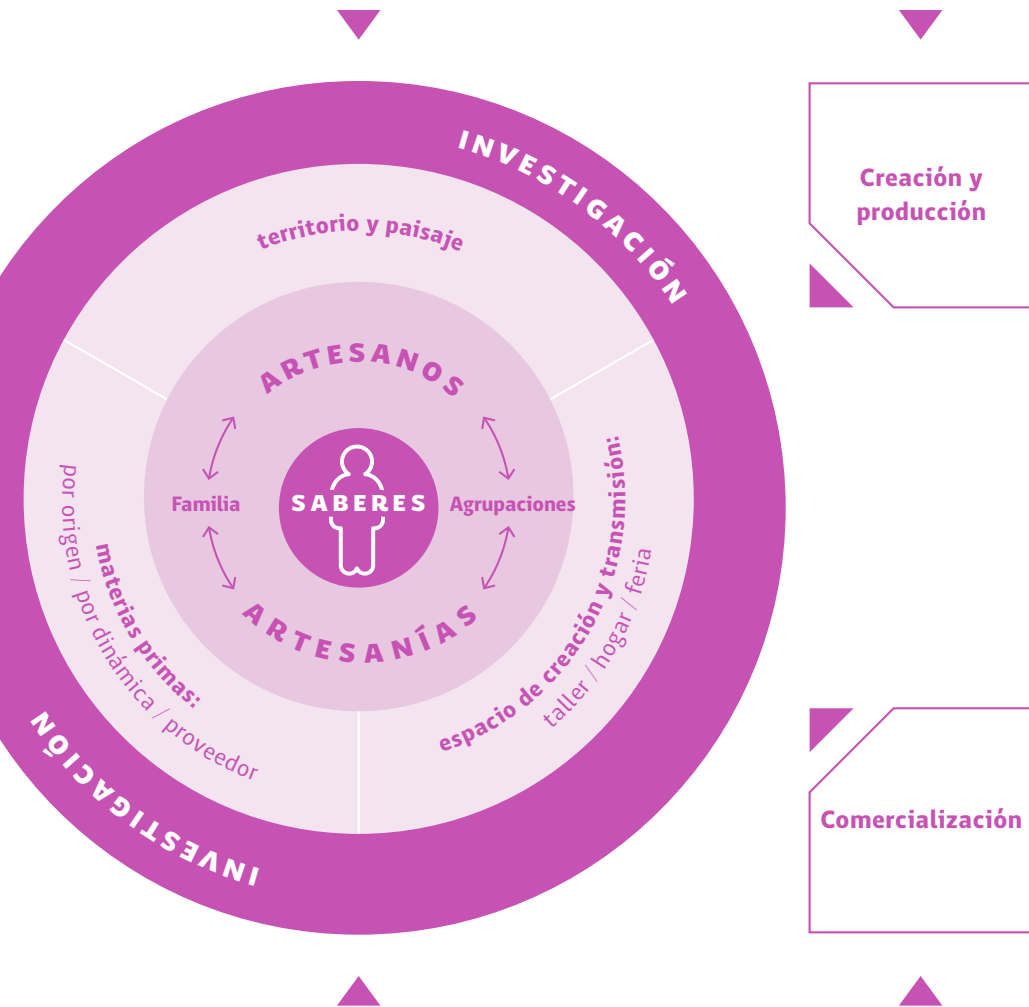 INVESTIGACIÓN
territorio y paisaje
ARTESANOS
Familia
SABERES
Agrupaciones
ARTESANÍAS
materias primas:
por origen / por dinámica / proveedor
espacio de creación y transmisión:
taller / hogar / feria
INVESTIGACIÓN
Creación y
producción
Comercialización